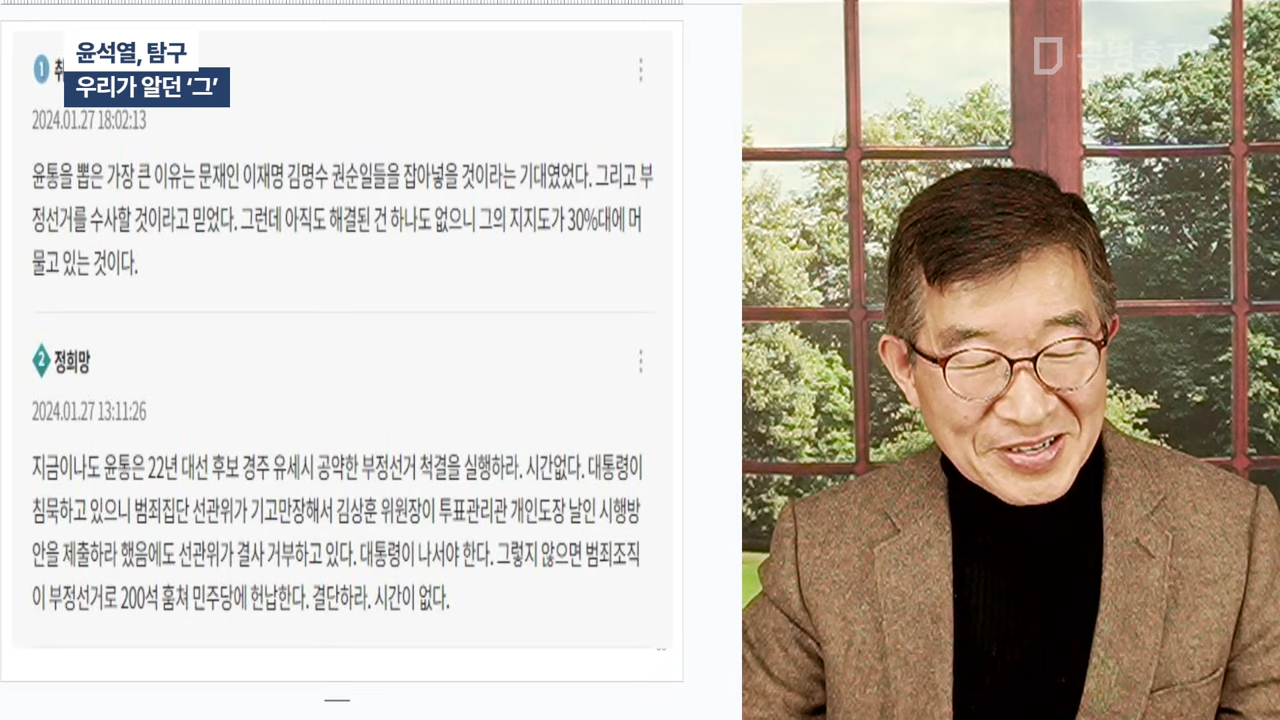 윤석열, 탐구
우리가 알던 ‘그’
1
2024.01.27 18:02:13
윤통을 뽑은 가장 큰 이유는 문재인 이재명 김명수 권순일들을 잡아넣을 것이라는 기대였었다. 그리고 부
정선거를 수사할 것이라고 믿었다. 그런데 아직도 해결된 건 하나도 없으니 그의 지지도가 30%대에 머
물고 있는 것이다.
2 정희망
2024.01.27 13:11:26
지금이나도 윤통은 22년 대선 후보 경주 유세시 공약한 부정선거 척결을 실행하라. 시간없다. 대통령이
침묵하고 있으니 범죄집단 선관위가 기고만장해서 김상훈 위원장이 투표관리관 개인도장 날인 시행방
안을 제출하라 했음에도 선관위가 결사 거부하고 있다. 대통령이 나서야 한다. 그렇지 않으면 범죄조직
이 부정선거로 200석 훔쳐 민주당에 헌납한다. 결단하라. 시간이 없다.